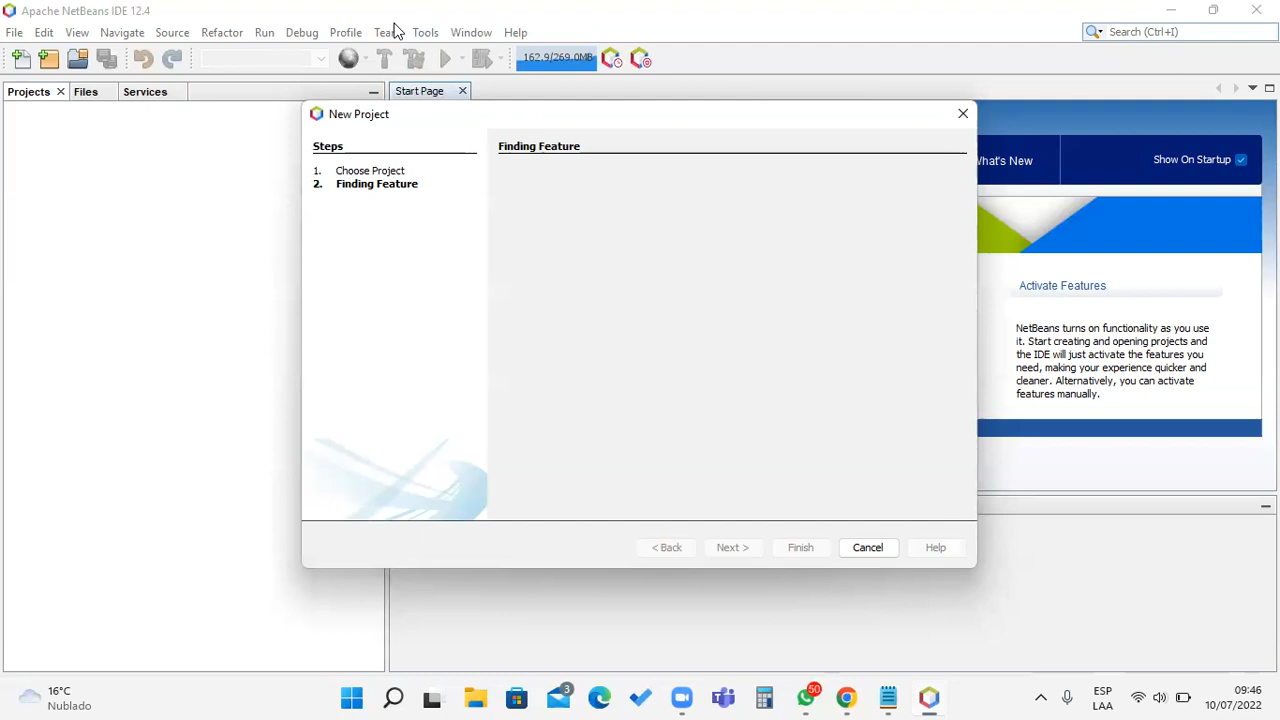 Apache NetBeans IDE 12.4
File Edit View Navigate Source Refactor Run Debug Profile Team Tools Window Help
Search (Ctrl+I)
162.9/269.0MB
Projects Files Services
Start Page
New Project
Steps
1. Choose Project
2. Finding Feature
Finding Feature
< Back Next > Finish Cancel Help
What's New
Show On Startup
Activate Features
NetBeans turns on functionality as you use
it. Start creating and opening projects and
the IDE will just activate the features you
need, making your experience quicker and
cleaner. Alternatively, you can activate
features manually.
16°C
Nublado
3
50
ESP
LAA
09:46
10/07/2022